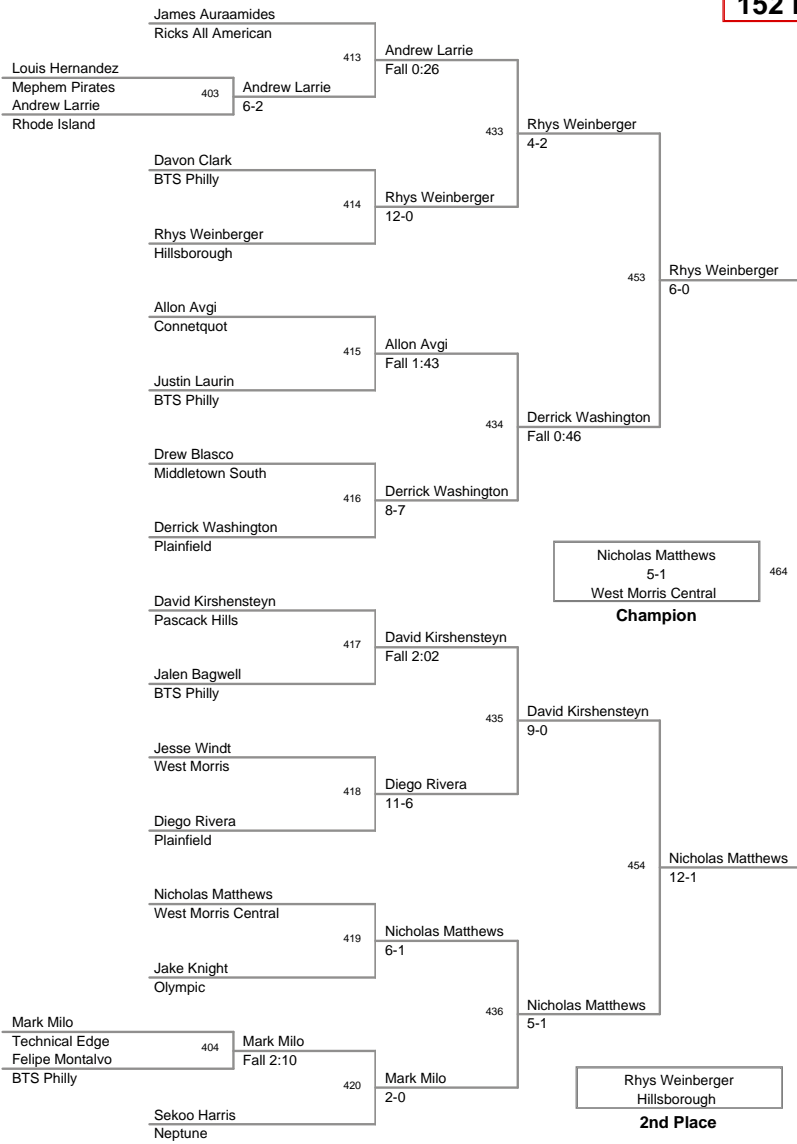 152 
James Auraamides
Ricks All American
413
Andrew Larrie
Fall 0:26
Louis Hernandez
Mephem Pirates
403
Andrew Larrie
6-2
Andrew Larrie
Rhode Island
433
Rhys Weinberger
4-2
Davon Clark
BTS Philly
414
Rhys Weinberger
12-0
Rhys Weinberger
Hillsborough
453
Rhys Weinberger
6-0
Allon Avgi
Connetquot
415
Allon Avgi
Fall 1:43
Justin Laurin
BTS Philly
434
Derrick Washington
Fall 0:46
Drew Blasco
Middletown South
416
Derrick Washington
8-7
Derrick Washington
Plainfield
Nicholas Matthews
5-1
West Morris Central
464
Champion
David Kirshensteyn
Pascack Hills
417
David Kirshensteyn
Fall 2:02
Jalen Bagwell
BTS Philly
435
David Kirshensteyn
9-0
Jesse Windt
West Morris
418
Diego Rivera
11-6
Diego Rivera
Plainfield
454
Nicholas Matthews
12-1
Nicholas Matthews
West Morris Central
419
Nicholas Matthews
6-1
Jake Knight
Olympic
436
Nicholas Matthews
5-1
Mark Milo
Technical Edge
404
Mark Milo
Fall 2:10
Felipe Montalvo
BTS Philly
420
Mark Milo
2-0
Sekoo Harris
Neptune
Rhys Weinberger
Hillsborough
2nd Place